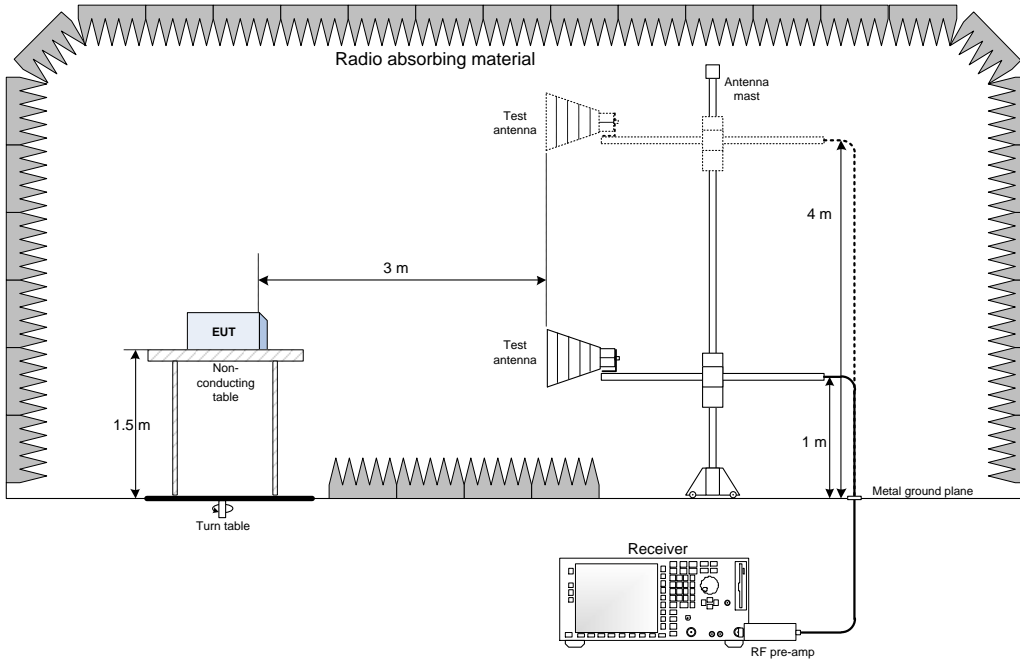 Radio absorbing material
Antenna
mast
Test
antenna
4 m
3 m
EUT
Test
antenna
Non-
conducting
table
1.5 m
1 m
Metal ground plane
Turn table
Receiver
RF pre-amp